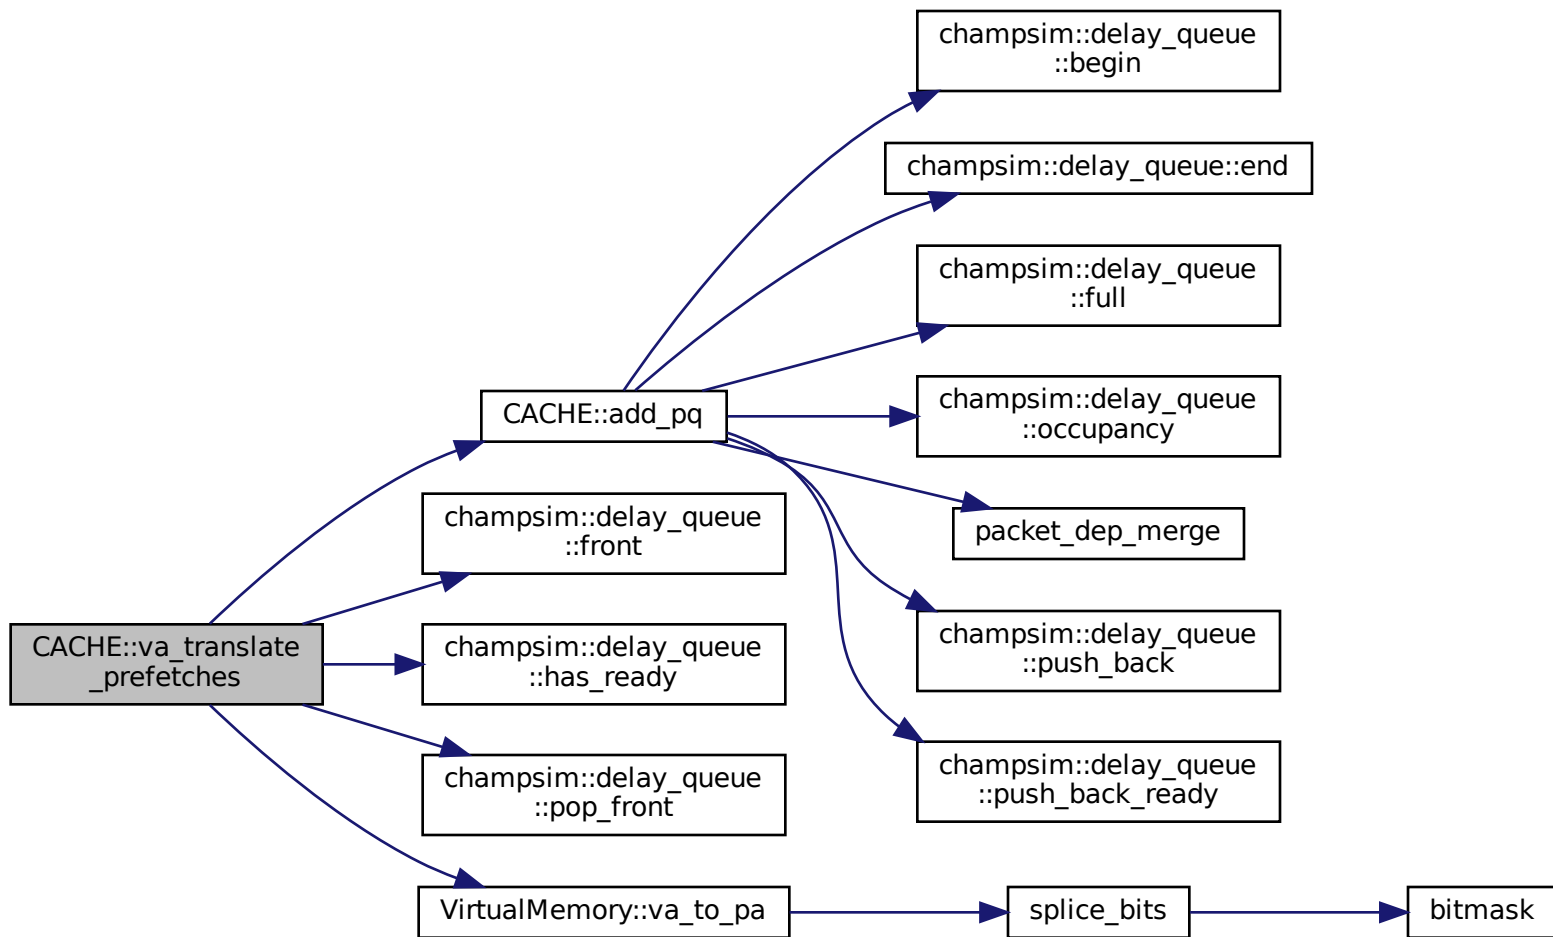 champsim::delay_queue
::begin
champsim::delay_queue::end
champsim::delay_queue
::full
champsim::delay_queue
::occupancy
CACHE::add_pq
packet_dep_merge
champsim::delay_queue
::front
champsim::delay_queue
::push_back
CACHE::va_translate
_prefetches
champsim::delay_queue
::has_ready
champsim::delay_queue
::push_back_ready
champsim::delay_queue
::pop_front
VirtualMemory::va_to_pa
splice_bits
bitmask